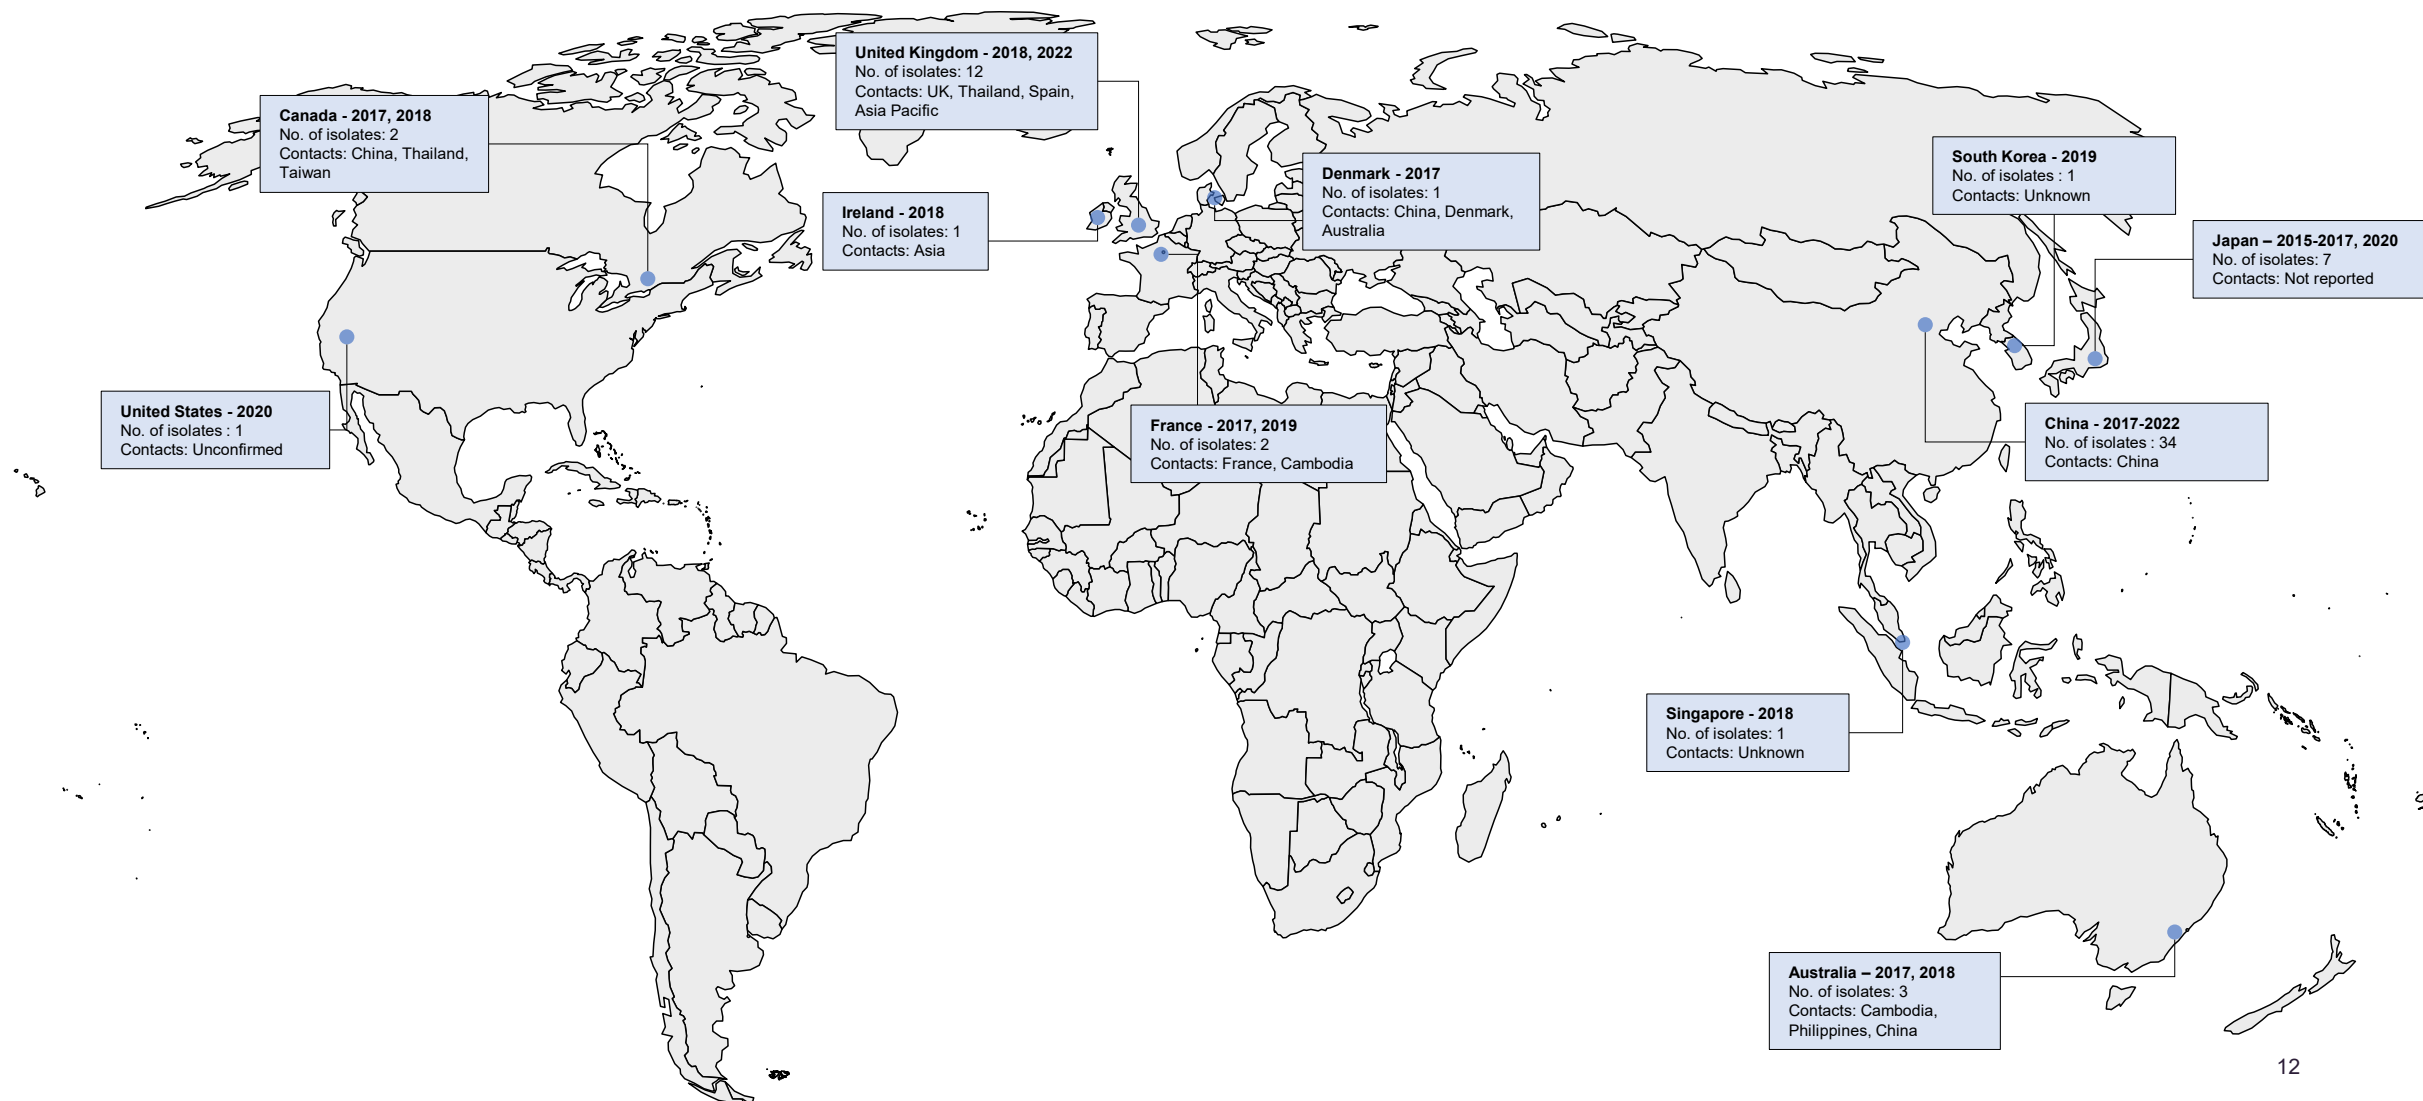 United Kingdom - 2018, 2022
No. of isolates: 12
Contacts: UK, Thailand, Spain,
Asia Pacific
Canada - 2017, 2018
No. of isolates: 2
Contacts: China, Thailand,
Taiwan
South Korea - 2019
No. of isolates : 1
Contacts: Unknown
Denmark - 2017
No. of isolates: 1
Contacts: China, Denmark,
Australia
Ireland - 2018
No. of isolates: 1
Contacts: Asia
Japan – 2015-2017, 2020
No. of isolates: 7
Contacts: Not reported
United States - 2020
No. of isolates : 1
Contacts: Unconfirmed
France - 2017, 2019
No. of isolates: 2
Contacts: France, Cambodia
China - 2017-2022
No. of isolates : 34
Contacts: China
Singapore - 2018
No. of isolates: 1
Contacts: Unknown
Australia – 2017, 2018
No. of isolates: 3
Contacts: Cambodia,
Philippines, China
12